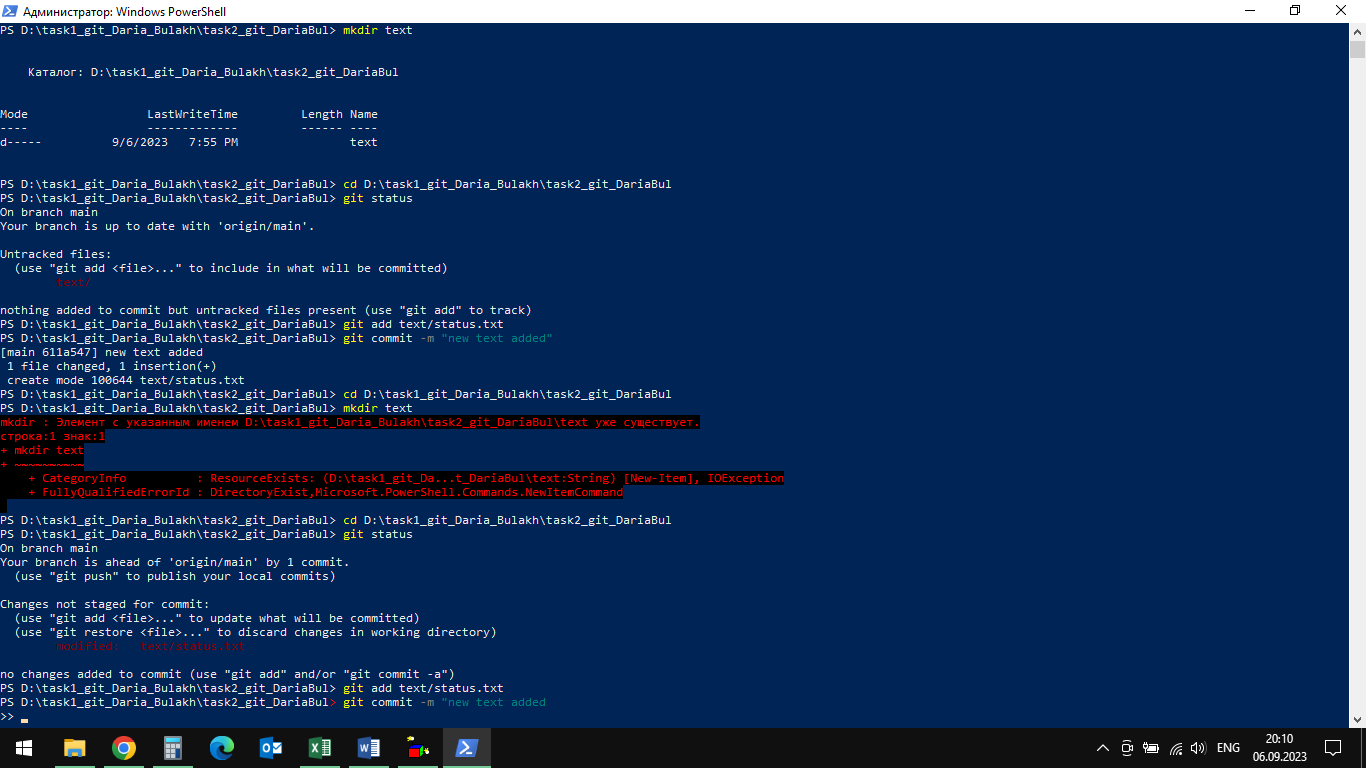 Администратор: Windows PowerShell
PS D:\task1_git_Daria_Bulakh\task2_git_DariaBul> mkdir text
Каталог: D:\task1_git_Daria_Bulakh\task2_git_DariaBul
Mode LastWriteTime Length Name
---- ------------- ------ ----
d----- 9/6/2023 7:55 PM text
PS D:\task1_git_Daria_Bulakh\task2_git_DariaBul> cd D:\task1_git_Daria_Bulakh\task2_git_DariaBul
PS D:\task1_git_Daria_Bulakh\task2_git_DariaBul> git status
On branch main
Your branch is up to date with 'origin/main'.
Untracked files:
(use "git add <file>..." to include in what will be committed)
text/
nothing added to commit but untracked files present (use "git add" to track)
PS D:\task1_git_Daria_Bulakh\task2_git_DariaBul> git add text/status.txt
PS D:\task1_git_Daria_Bulakh\task2_git_DariaBul> git commit -m "new text added"
[main 611a547] new text added
1 file changed, 1 insertion(+)
create mode 100644 text/status.txt
PS D:\task1_git_Daria_Bulakh\task2_git_DariaBul> cd D:\task1_git_Daria_Bulakh\task2_git_DariaBul
PS D:\task1_git_Daria_Bulakh\task2_git_DariaBul> mkdir text
mkdir : Элемент с указанным именем D:\task1_git_Daria_Bulakh\task2_git_DariaBul\text уже существует.
строка:1 знак:1
+ mkdir text
+ ~~~~~~~~~~
+ CategoryInfo : ResourceExists: (D:\task1_git_Da...t_DariaBul\text:String) [New-Item], IOException
+ FullyQualifiedErrorId : DirectoryExist,Microsoft.PowerShell.Commands.NewItemCommand
PS D:\task1_git_Daria_Bulakh\task2_git_DariaBul> cd D:\task1_git_Daria_Bulakh\task2_git_DariaBul
PS D:\task1_git_Daria_Bulakh\task2_git_DariaBul> git status
On branch main
Your branch is ahead of 'origin/main' by 1 commit.
(use "git push" to publish your local commits)
Changes not staged for commit:
(use "git add <file>..." to update what will be committed)
(use "git restore <file>..." to discard changes in working directory)
modified: text/status.txt
no changes added to commit (use "git add" and/or "git commit -a")
PS D:\task1_git_Daria_Bulakh\task2_git_DariaBul> git add text/status.txt
PS D:\task1_git_Daria_Bulakh\task2_git_DariaBul> git commit -m "new text added
>>
ENG
20:10
06.09.2023